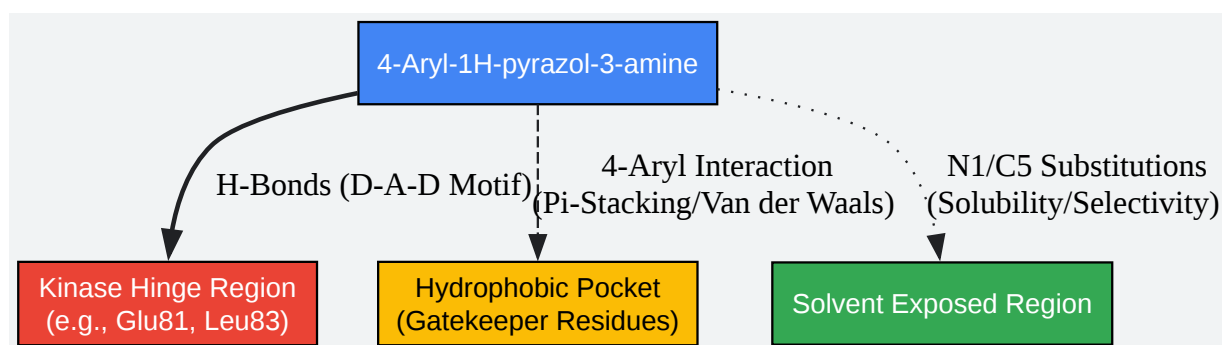 4-Aryl-1H-pyrazol-3-amine
H-Bonds (D-A-D Motif)
4-Aryl Interaction
(Pi-Stacking/Van der Waals)
N1/C5 Substitutions
(Solubility/Selectivity)
Kinase Hinge Region
(e.g., Glu81, Leu83)
Hydrophobic Pocket
(Gatekeeper Residues)
Solvent Exposed Region